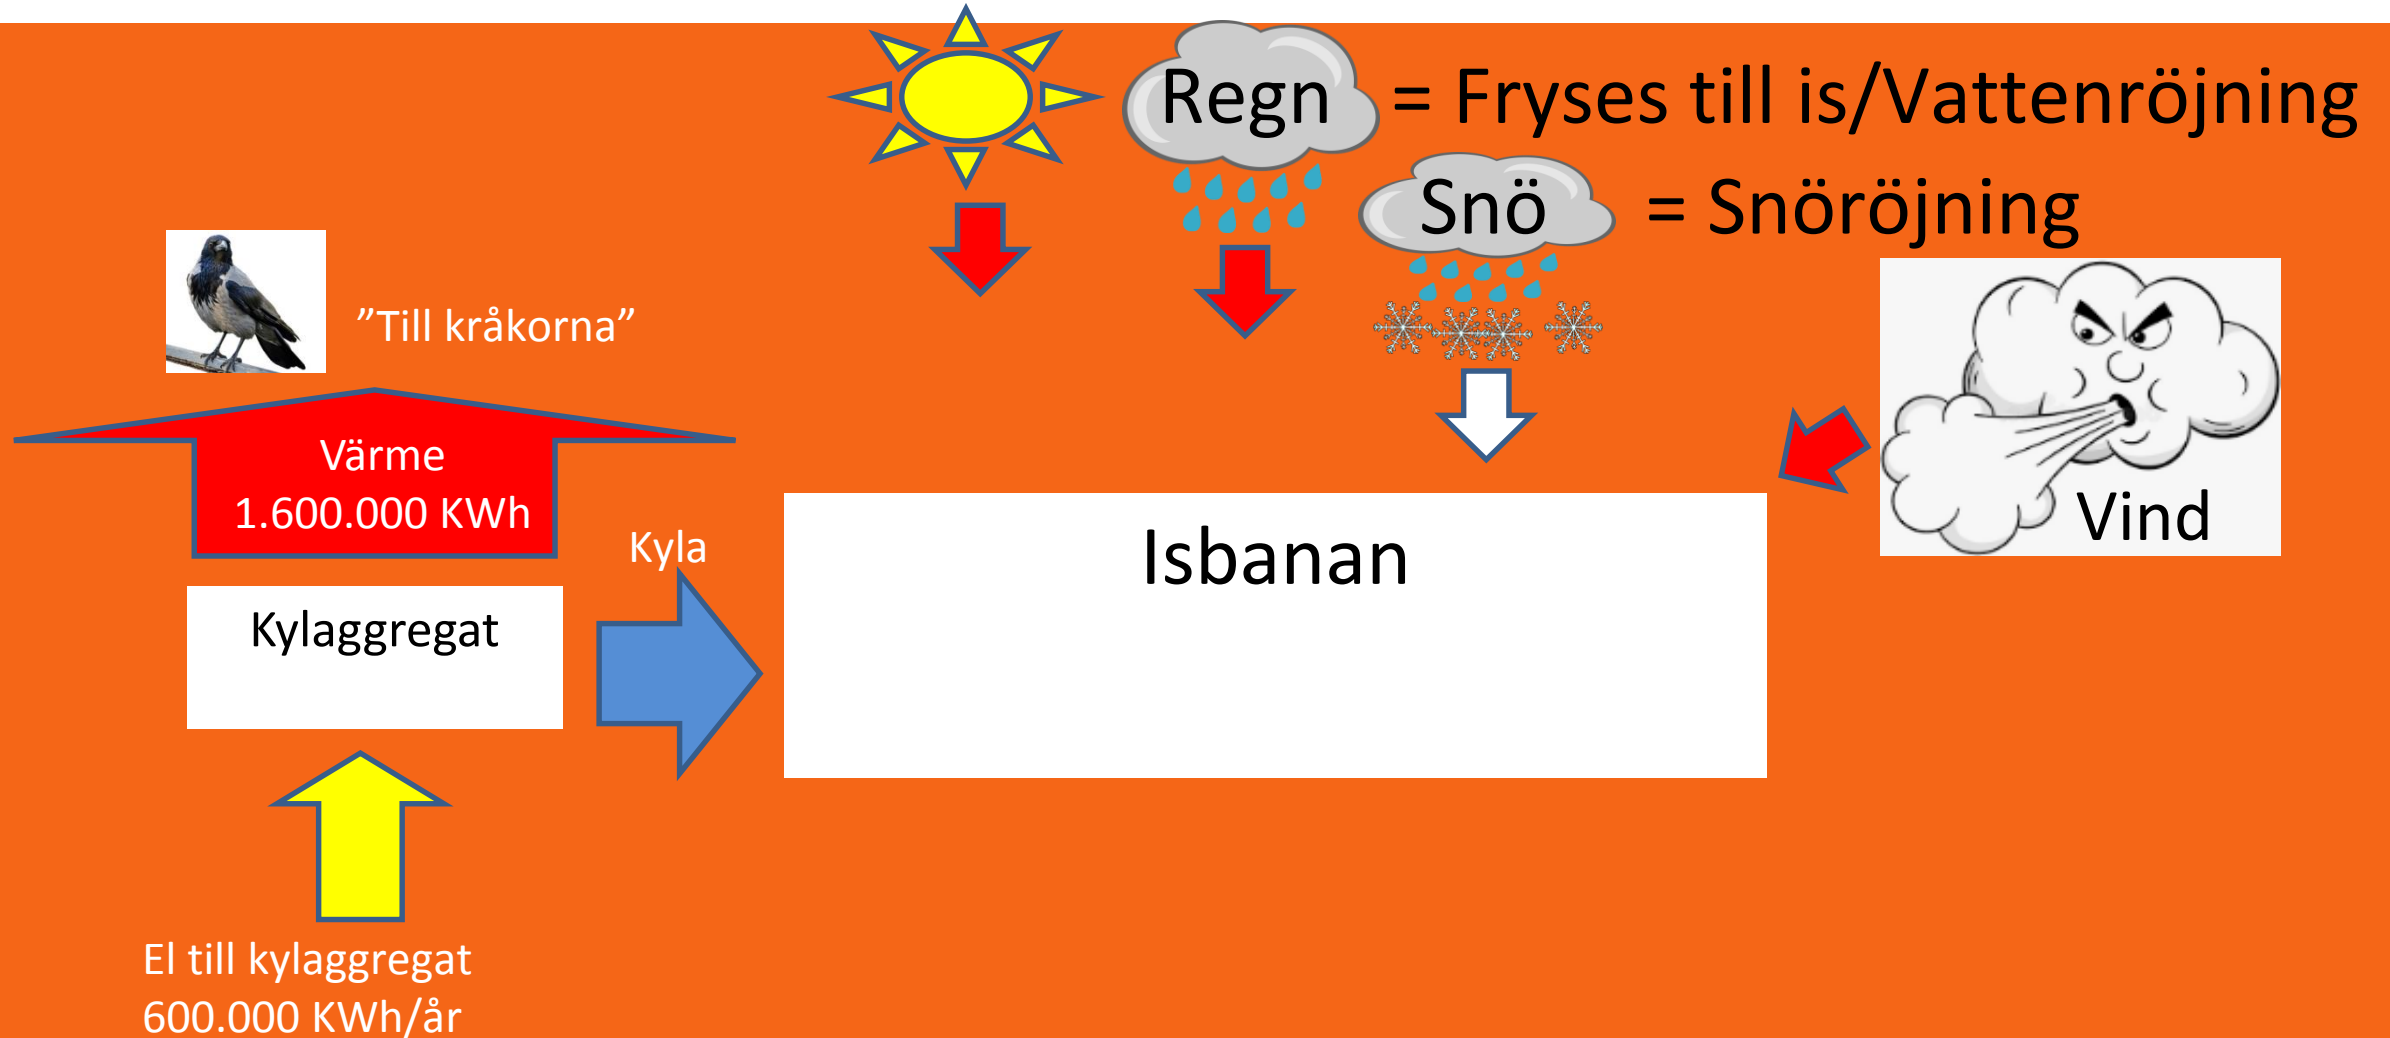 Regn = Fryses till is/Vattenröjning
Snö = Snöröjning
”Till kråkorna”
Värme
1.600.000 KWh
Kyla
Isbanan
Vind
Kylaggregat
El till kylaggregat
600.000 KWh/år